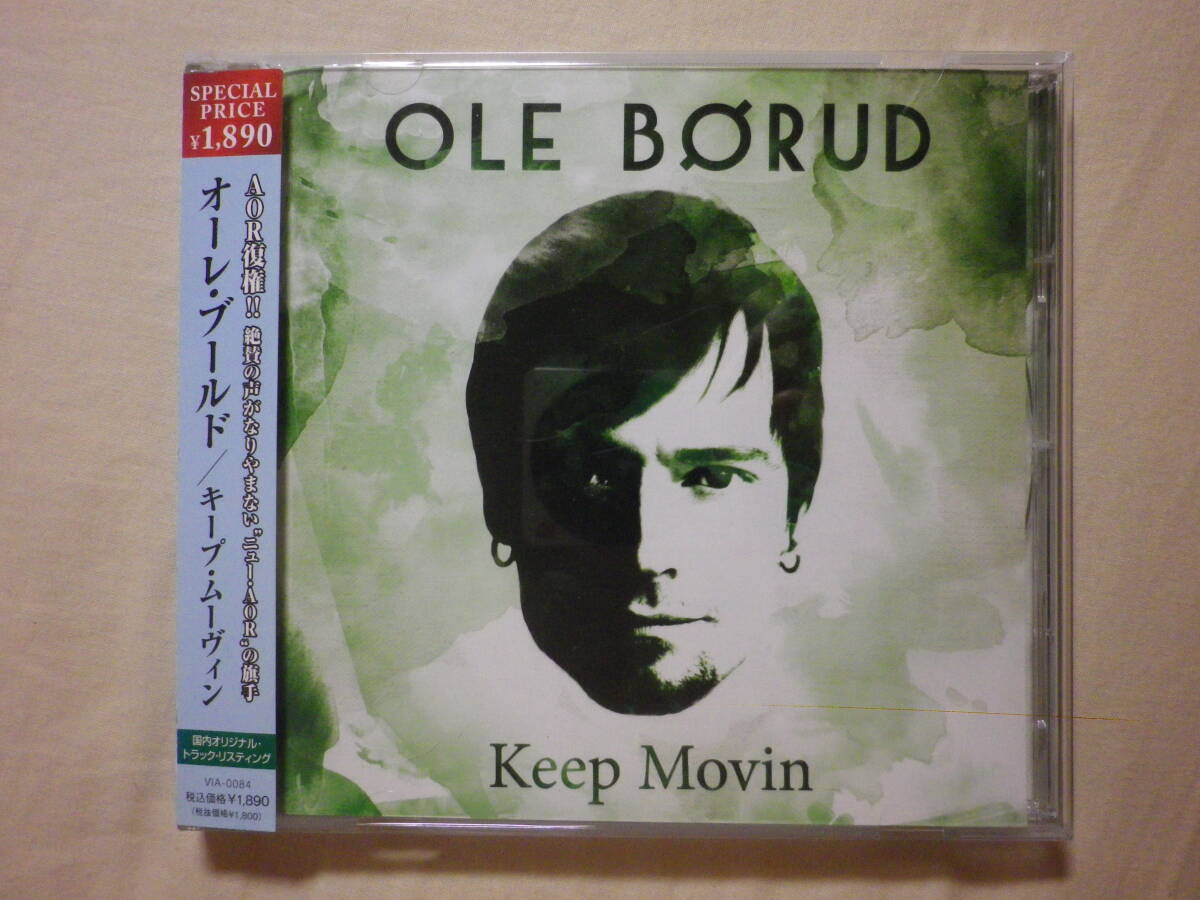 SPECIAL
PRICE
¥1,890
AOR復権!! 絶賛の声がなりやまない"ニュー・AOR"の旗手
オーレ・ブールド/キープ・ムーヴィン
国内オリジナル・
トラック・リスティング
VIA-0084
税込価格¥1,890
(税抜価格¥1,800)
OLE BØRUD
Keep Movin